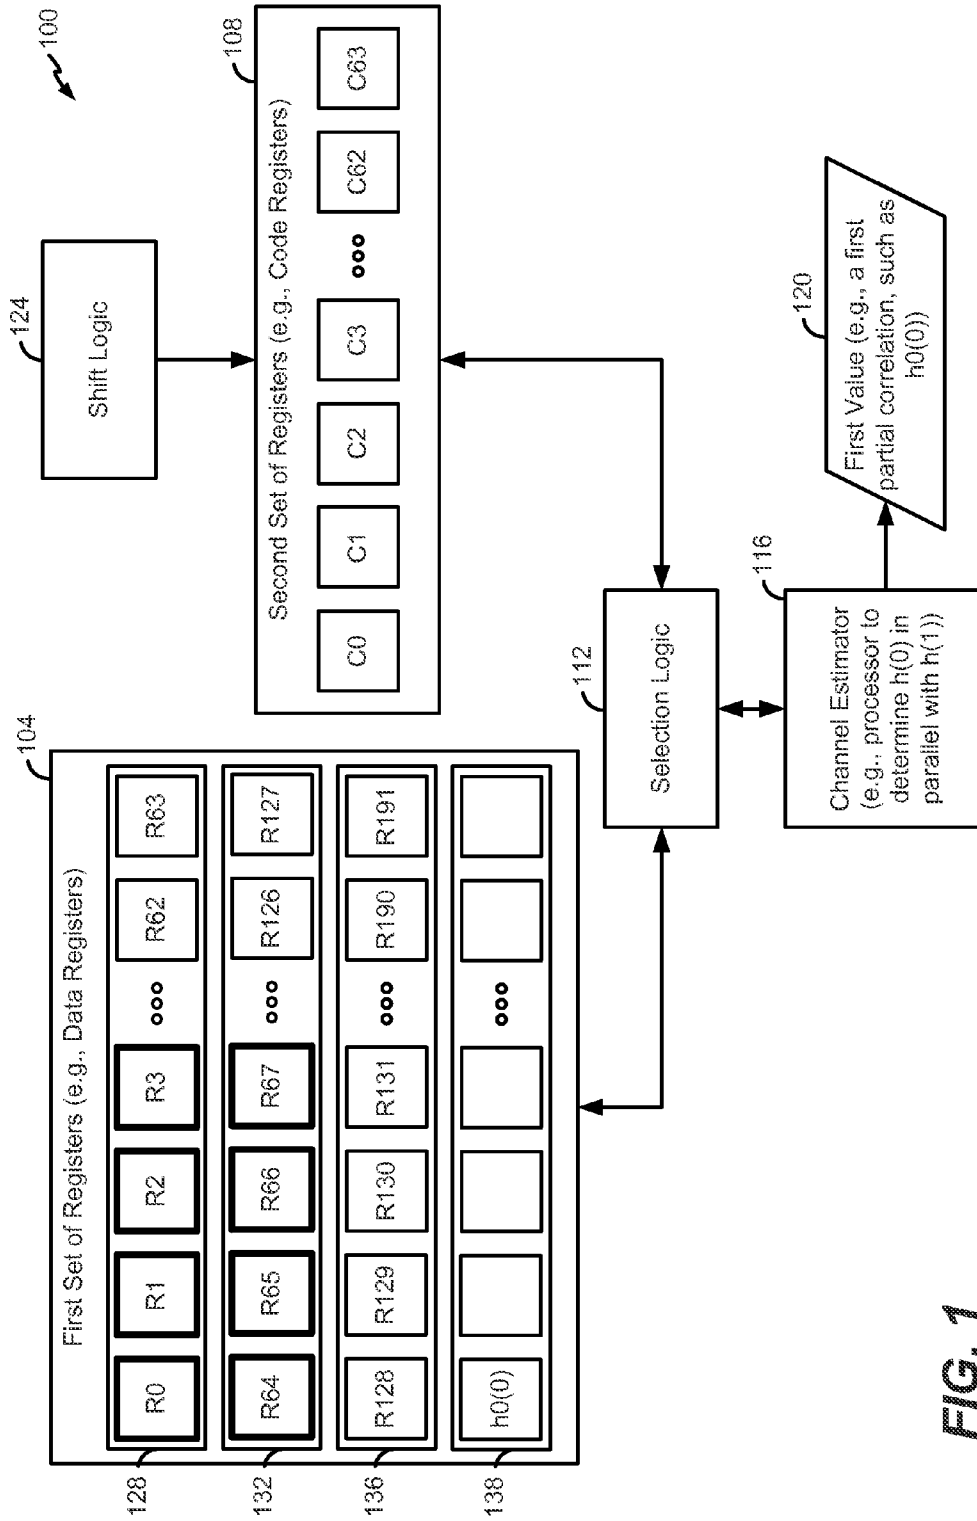 100
104
First Set of Registers (e.g., Data Registers)
128
R0 R1 R2 R3 R62 R63
132
R64 R65 R66 R67 R126 R127
136
R128 R129 R130 R131 R190 R191
138
h0(0)
124
Shift Logic
108
Second Set of Registers (e.g., Code Registers)
C0 C1 C2 C3 C62 C63
112
Selection Logic
116
Channel Estimator
(e.g., processor to
determine h(0) in
parallel with h(1))
120
First Value (e.g., a first
partial correlation, such as
h0(0))
FIG. 1